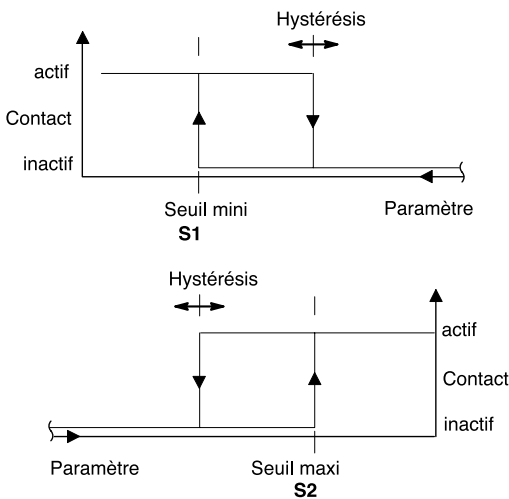 Hystérésis
actif
Contact
inactif
Seuil mini
S1
Paramètre
Hystérésis
actif
Contact
inactif
Paramètre
Seuil maxi
S2